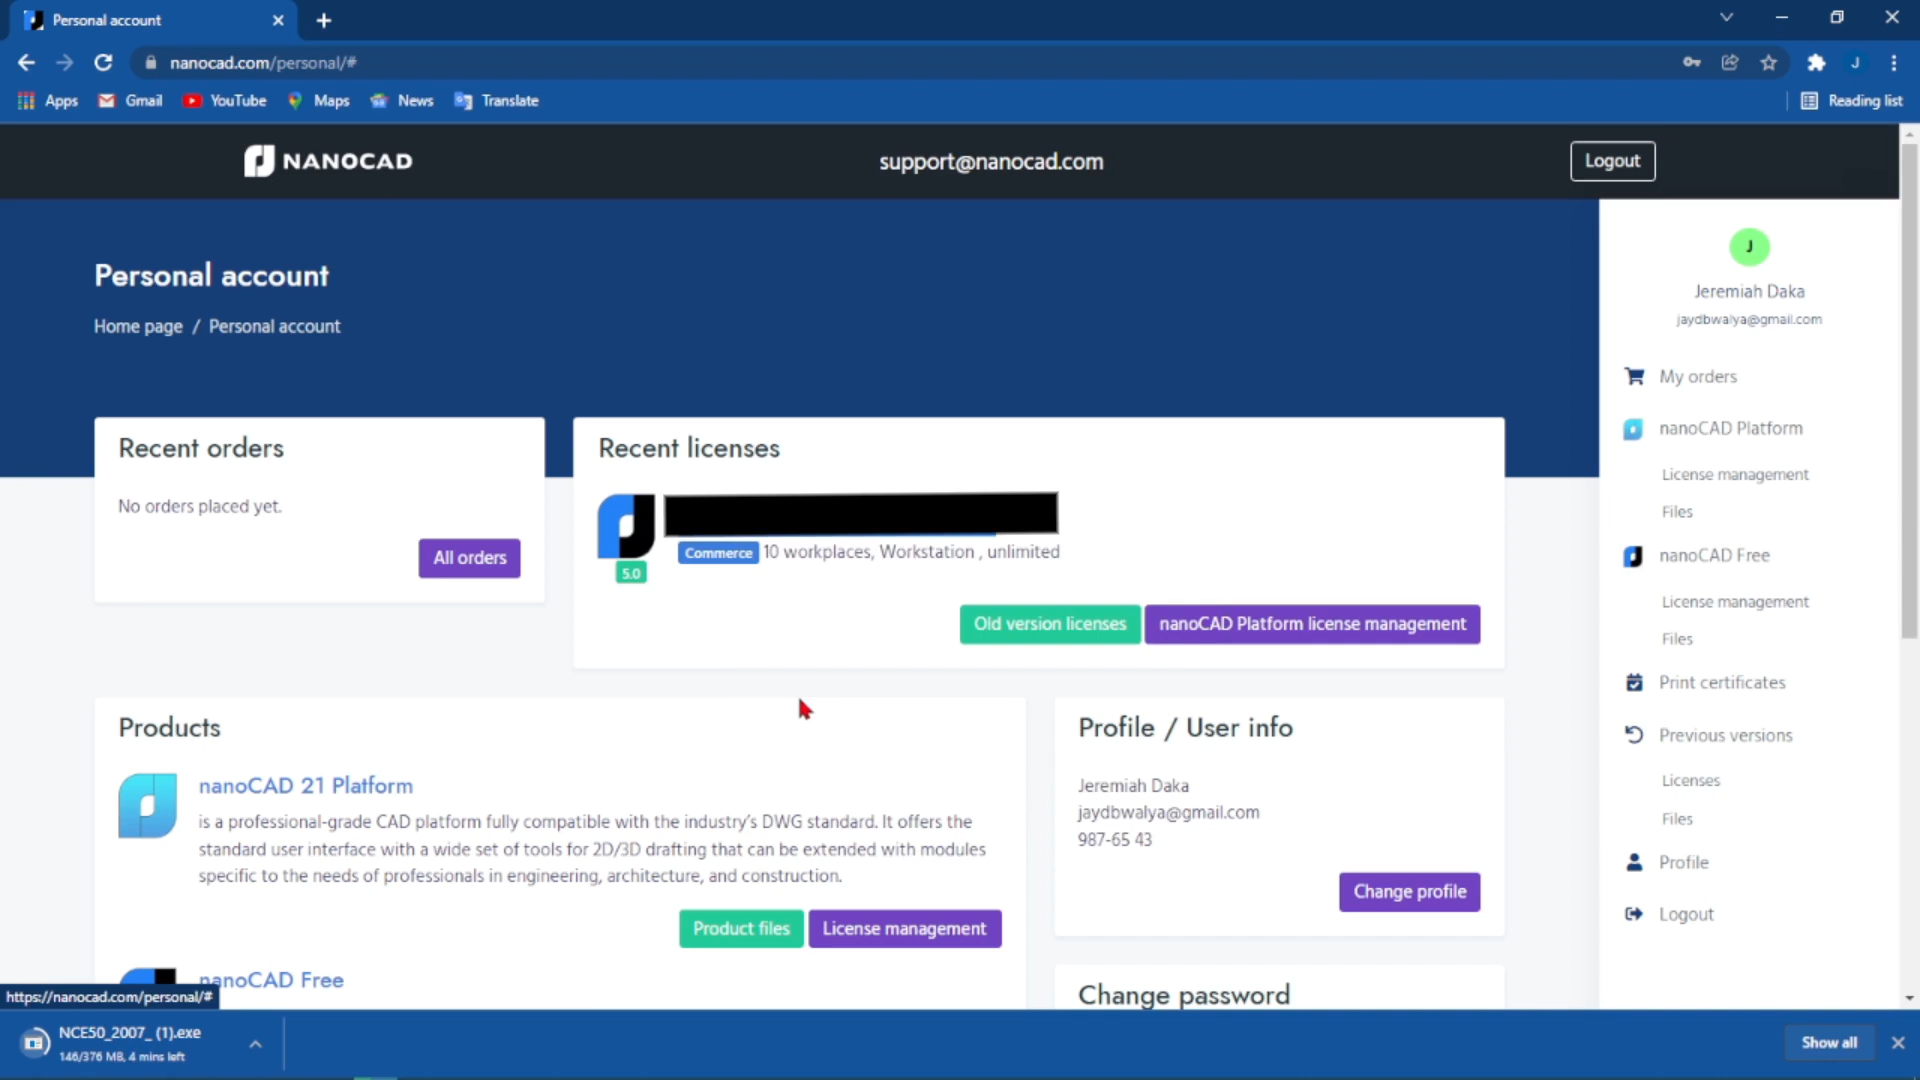 Personal account
nanocad.com/personal/#
J
Apps
Gmail
YouTube
Maps
News
Translate
Reading list
NANOCAD
support@nanocad.com
Logout
Personal account
Home page / Personal account
Recent orders
No orders placed yet.
All orders
Recent licenses
Commerce 10 workplaces, Workstation , unlimited
5.0
Old version licenses
nanoCAD Platform license management
Products
nanoCAD 21 Platform
is a professional-grade CAD platform fully compatible with the industry's DWG standard. It offers the
standard user interface with a wide set of tools for 2D/3D drafting that can be extended with modules
specific to the needs of professionals in engineering, architecture, and construction.
Product files
License management
nanoCAD Free
Profile / User info
Jeremiah Daka
jaydbwalya@gmail.com
987-65 43
Change profile
Change password
J
Jeremiah Daka
jaydbwalya@gmail.com
My orders
nanoCAD Platform
License management
Files
nanoCAD Free
License management
Files
Print certificates
Previous versions
Licenses
Files
Profile
Logout
https://nanocad.com/personal/#
NCE50_2007_ (1).exe
146/376 MB, 4 mins left
Show all